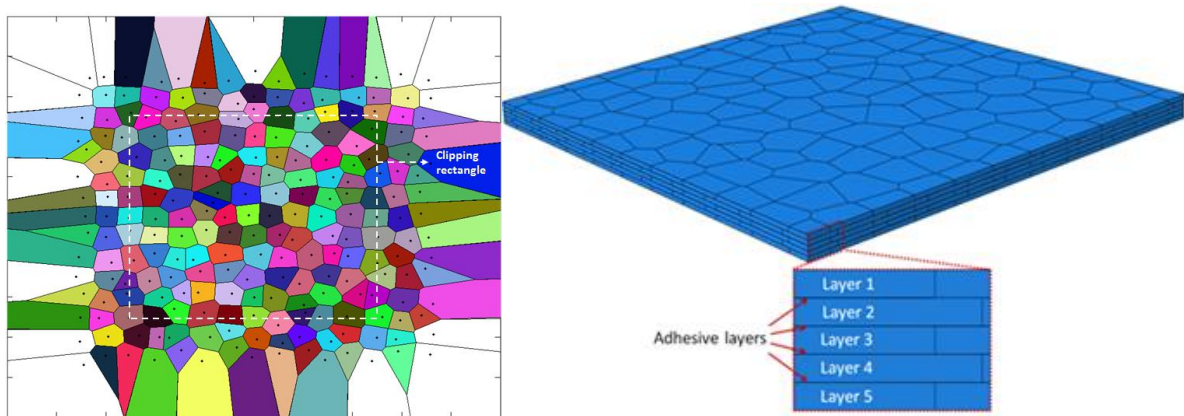 Clipping
rectangle
Layer 1
Layer 2
Adhesive layers
Layer 3
Layer 4
Layer 5